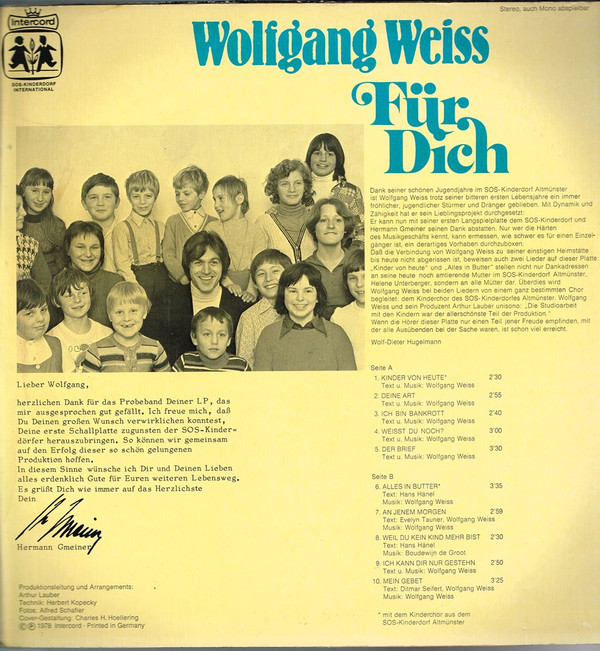 Stereo, auch Mono abspielbar
Intercord
SOS-KINDERDORF
INTERNATIONAL
Wolfgang Weiss
Für
Dich
Dank seiner schönen Jugendjahre im SOS-Kinderdorf Altmünster
ist Wolfgang Weiss trotz seiner bitteren ersten Lebensjahre ein immer
fröhlicher, jugendlicher Stürmer und Dränger geblieben. Mit Dynamik und
Zähigkeit hat er sein Lieblingsprojekt durchgesetzt:
Er kann nun mit seiner ersten Langspielplatte dem SOS-Kinderdorf und
Hermann Gmeiner seinen Dank abstatten. Nur wer die Härten
des Musikgeschäfts kennt, kann ermessen, wie schwer es für einen Einzel-
gänger ist, ein derartiges Vorhaben durchzuboxen.
Daß die Verbindung von Wolfgang Weiss zu seiner einstigen Heimstätte
bis heute nicht abgerissen ist, beweisen auch zwei Lieder auf dieser Platte:
„Kinder von heute" und „Alles in Butter" stellen nicht nur Dankadressen
an seine heute noch amtierende Mutter im SOS-Kinderdorf Altmünster,
Helene Unterberger, sondern an alle Mütter dar. Überdies wird
Wolfgang Weiss bei beiden Liedern von einem ganz bestimmten Chor
begleitet: dem Kinderchor des SOS-Kinderdorfes Altmünster. Wolfgang
Weiss und sein Produzent Arthur Lauber unisono: „Die Studioarbeit
mit den Kindern war der allerschönste Teil der Produktion."
Wenn die Hörer dieser Platte nur einen Teil jener Freude empfinden, mit
der alle Ausübenden bei der Sache waren, ist schon viel erreicht.
Wolf-Dieter Hugelmann
Seite A
1. KINDER VON HEUTE* 2'30
Text u. Musik: Wolfgang Weiss
2. DEINE ART 2'55
Text u. Musik: Wolfgang Weiss
3. ICH BIN BANKROTT 2'40
Text u. Musik: Wolfgang Weiss
4. WEISST DU NOCH? 3'00
Text u. Musik: Wolfgang Weiss
5. DER BRIEF 3'30
Text u. Musik: Wolfgang Weiss
Seite B
6. ALLES IN BUTTER* 3'35
Text: Hans Hänel
Musik: Wolfgang Weiss
7. AN JENEM MORGEN 2'59
Text: Evelyn Tauner, Wolfgang Weiss
Musik: Wolfgang Weiss
8. WEIL DU KEIN KIND MEHR BIST 2'30
Text: Hans Hänel
Musik: Boudewijn de Groot
9. ICH KANN DIR NUR GESTEHN 2'50
Text u. Musik: Wolfgang Weiss
10. MEIN GEBET 3'25
Text: Ditmar Seifert, Wolfgang Weiss
Musik: Wolfgang Weiss
* mit dem Kinderchor aus dem
SOS-Kinderdorf Altmünster
Lieber Wolfgang,
herzlichen Dank für das Probeband Deiner LP, das
mir ausgesprochen gut gefällt. Ich freue mich, daß
Du Deinen großen Wunsch verwirklichen konntest,
Deine erste Schallplatte zugunsten der SOS-Kinder-
dörfer herauszubringen. So können wir gemeinsam
auf den Erfolg dieser so schön gelungenen
Produktion hoffen.
In diesem Sinne wünsche ich Dir und Deinen Lieben
alles erdenklich Gute für Euren weiteren Lebensweg.
Es grüßt Dich wie immer auf das Herzlichste
Dein
Hermann Gmeiner
Produktionsleitung und Arrangements:
Arthur Lauber
Technik: Herbert Kopecky
Fotos: Alfred Schafler
Cover-Gestaltung: Charles H. Hoellering
© ℗ 1978 Intercord · Printed in Germany